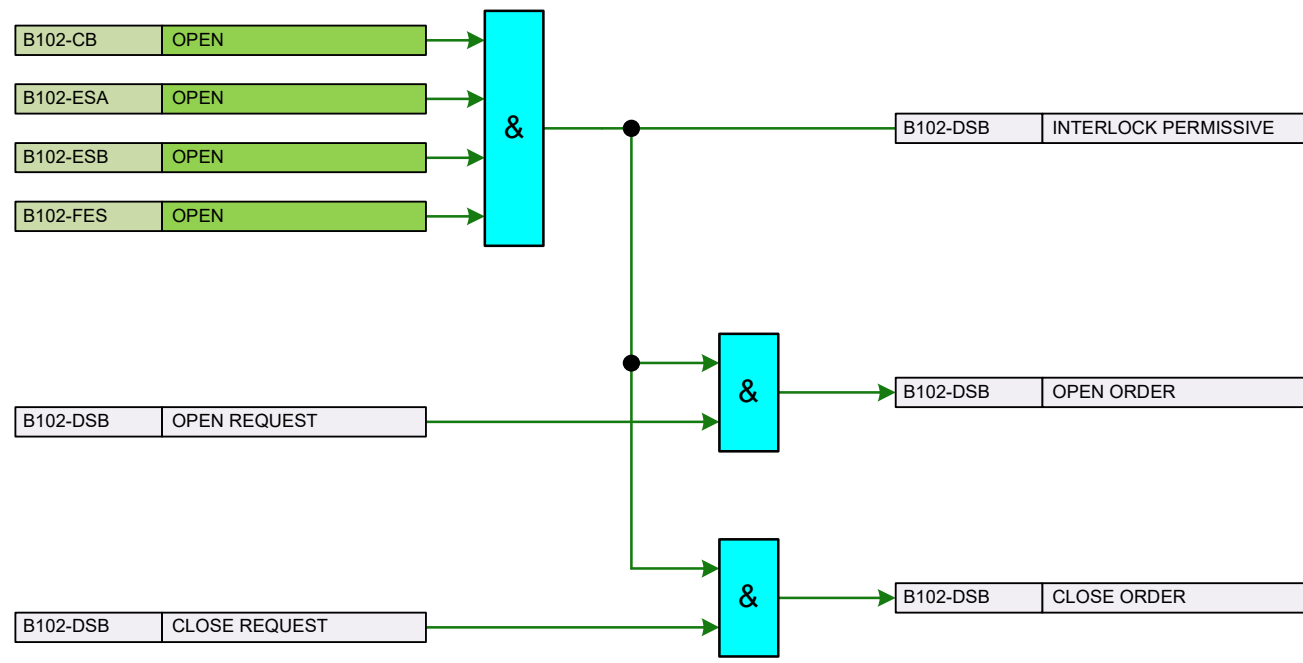 B102-CB OPEN
B102-ESA OPEN
B102-ESB OPEN
B102-FES OPEN
&
B102-DSB INTERLOCK PERMISSIVE
B102-DSB OPEN REQUEST
&
B102-DSB OPEN ORDER
B102-DSB CLOSE REQUEST
&
B102-DSB CLOSE ORDER